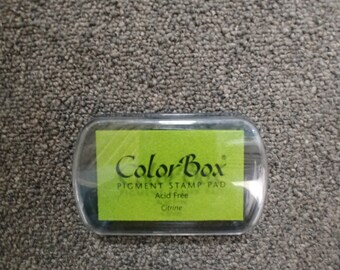 ColorBox®
PIGMENT STAMP PAD
Acid Free
Citrine